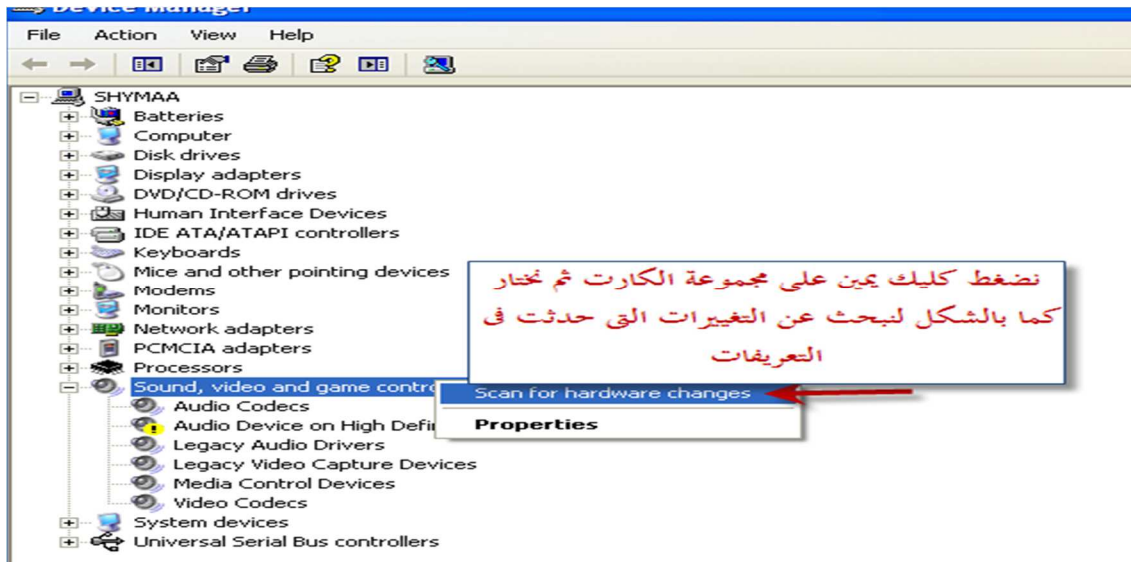 Device Manager
File Action View Help
SHYMAA
Batteries
Computer
Disk drives
Display adapters
DVD/CD-ROM drives
Human Interface Devices
IDE ATA/ATAPI controllers
Keyboards
Mice and other pointing devices
Modems
Monitors
Network adapters
PCMCIA adapters
Processors
Sound, video and game contro
Audio Codecs
Audio Device on High Defin
Legacy Audio Drivers
Legacy Video Capture Devices
Media Control Devices
Video Codecs
System devices
Universal Serial Bus controllers
نضغط كليك يمين على مجموعة الكارت ثم نختار
كما بالشكل لنبحث عن التغييرات التى حدثت فى
التعريفات
Scan for hardware changes
Properties